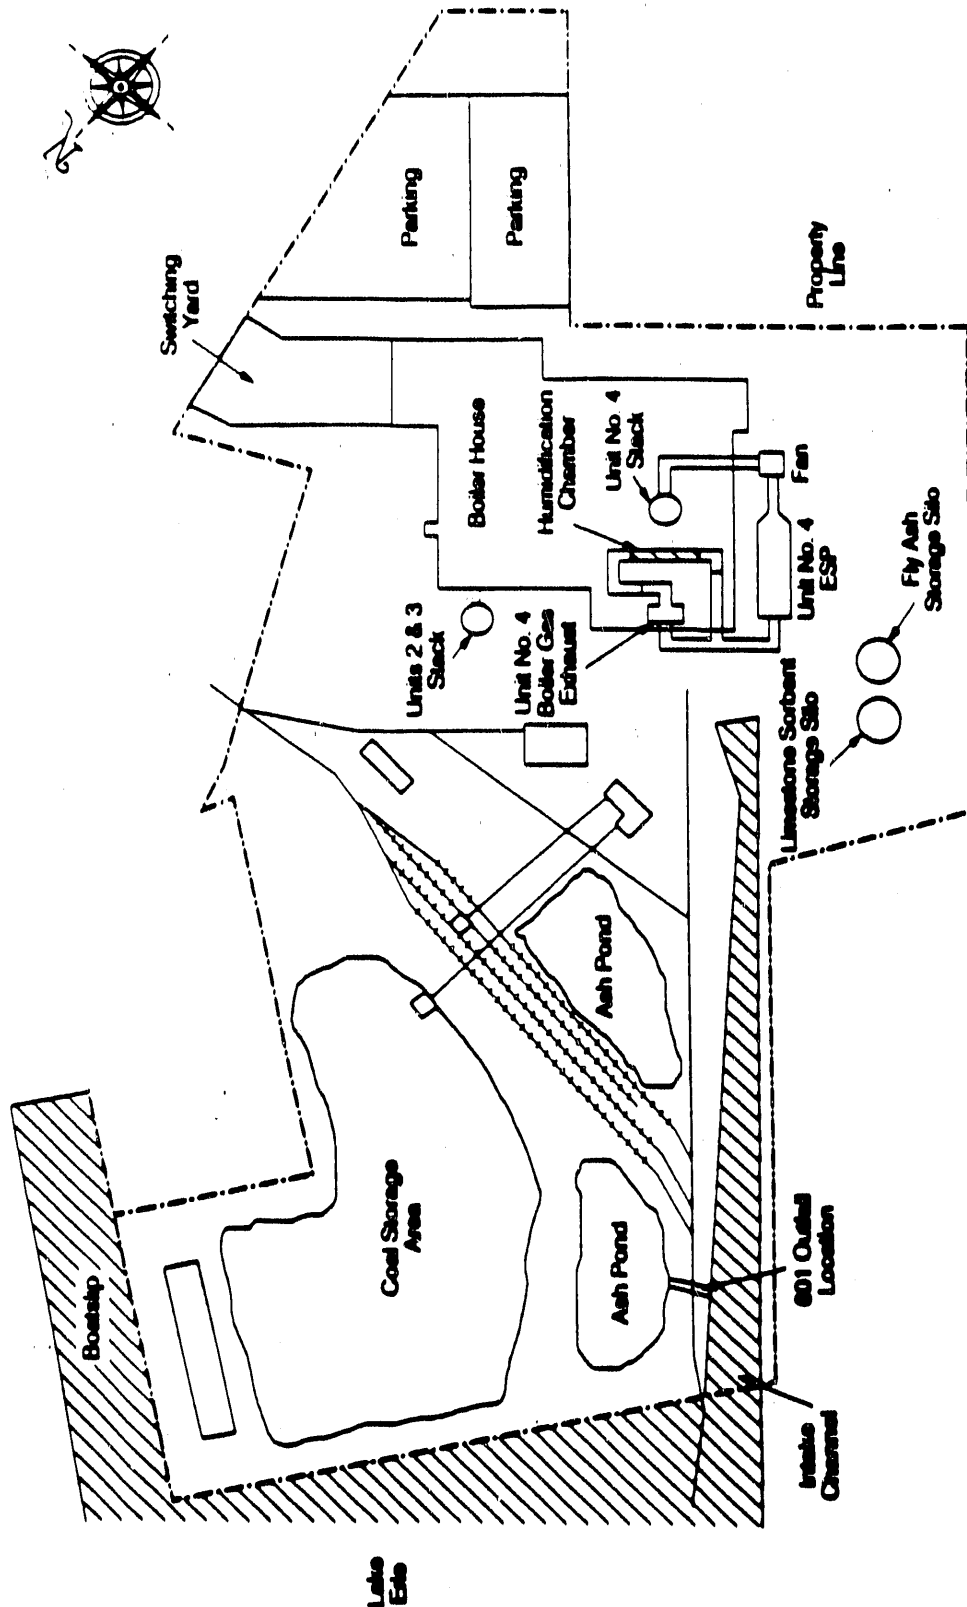 N
Switching
Yard
Parking
Parking
Property
Line
Boiler House
Humidification
Chamber
Unit No. 4
Stack
Fan
Units 2 & 3
Stack
Unit No. 4
Boiler Gas
Exhaust
Unit No. 4
ESP
Fly Ash
Storage Silo
Limestone Sorbent
Storage Silo
Ash Pond
Coal Storage
Area
Ash Pond
Boatslip
601 Outfall
Location
Intake
Channel
Lake
Erie